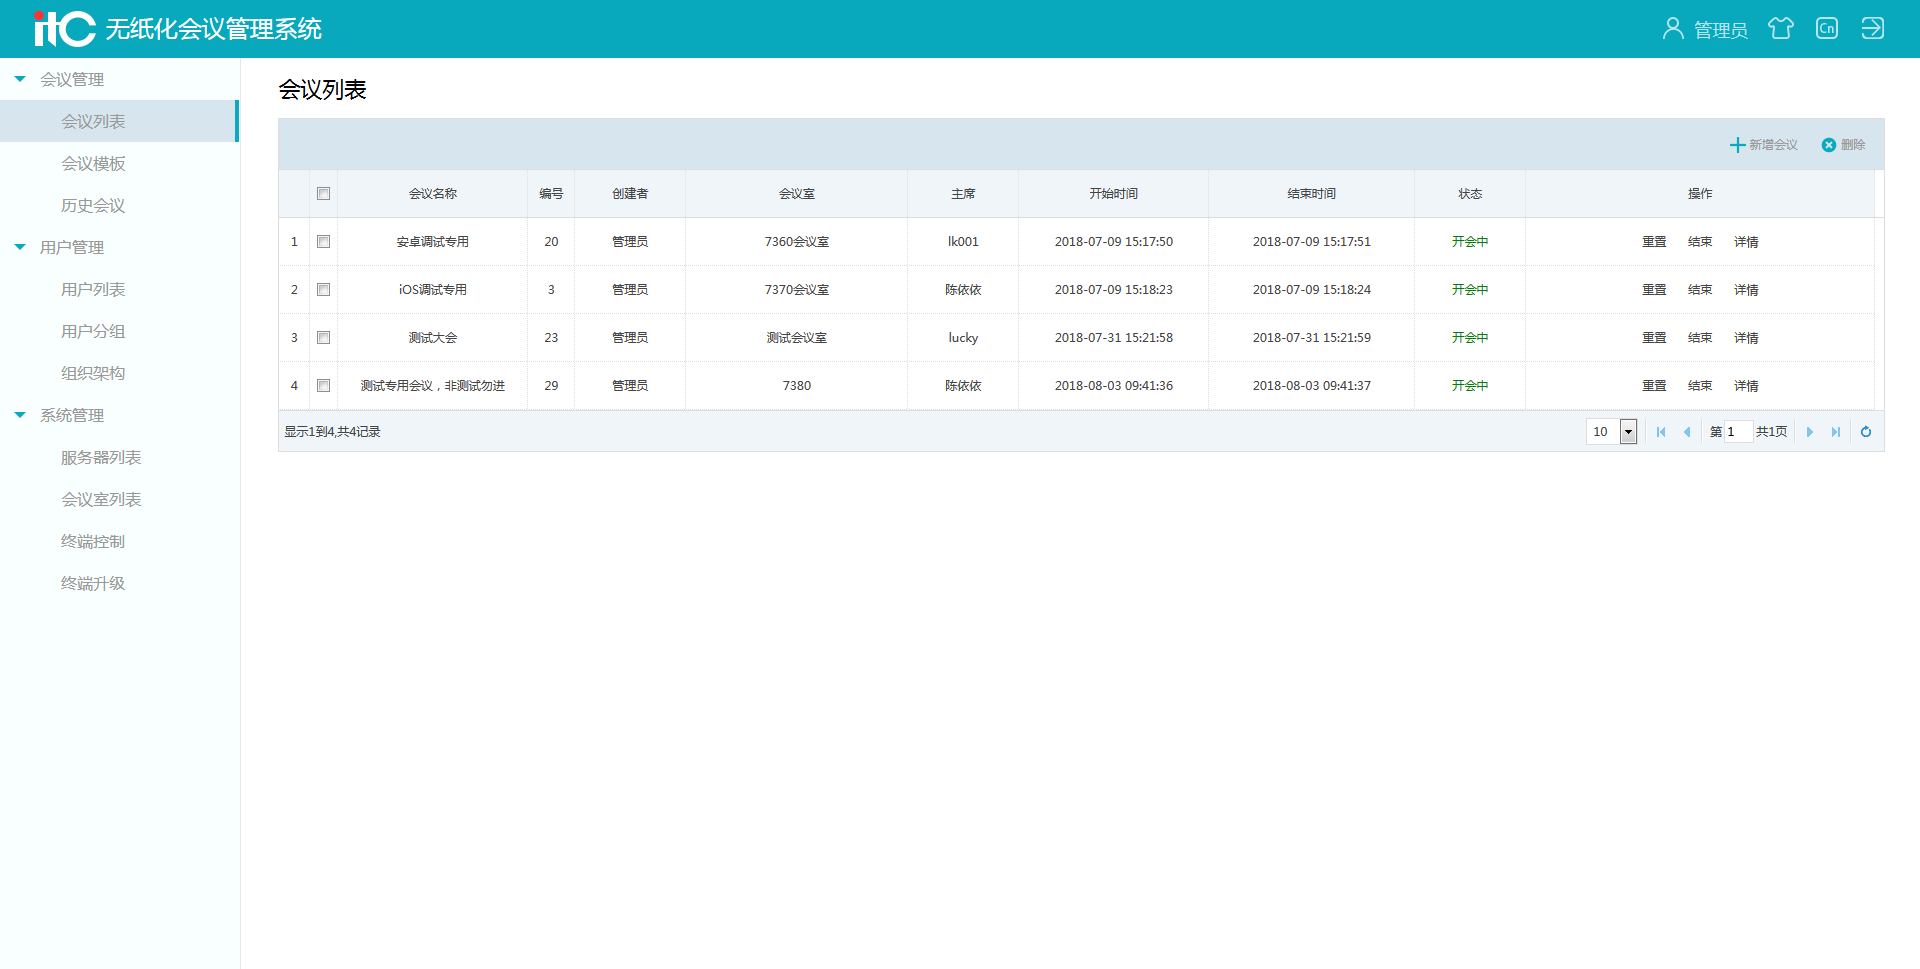 itc 无纸化会议管理系统 管理员 Cn
会议管理
会议列表
会议模板
历史会议
用户管理
用户列表
用户分组
组织架构
系统管理
服务器列表
会议室列表
终端控制
终端升级
会议列表
新增会议 删除
会议名称 编号 创建者 会议室 主席 开始时间 结束时间 状态 操作
1 安卓调试专用 20 管理员 7360会议室 lk001 2018-07-09 15:17:50 2018-07-09 15:17:51 开会中 重置 结束 详情
2 iOS调试专用 3 管理员 7370会议室 陈依依 2018-07-09 15:18:23 2018-07-09 15:18:24 开会中 重置 结束 详情
3 测试大会 23 管理员 测试会议室 lucky 2018-07-31 15:21:58 2018-07-31 15:21:59 开会中 重置 结束 详情
4 测试专用会议，非测试勿进 29 管理员 7380 陈依依 2018-08-03 09:41:36 2018-08-03 09:41:37 开会中 重置 结束 详情
显示1到4,共4记录 10 第 1 共1页